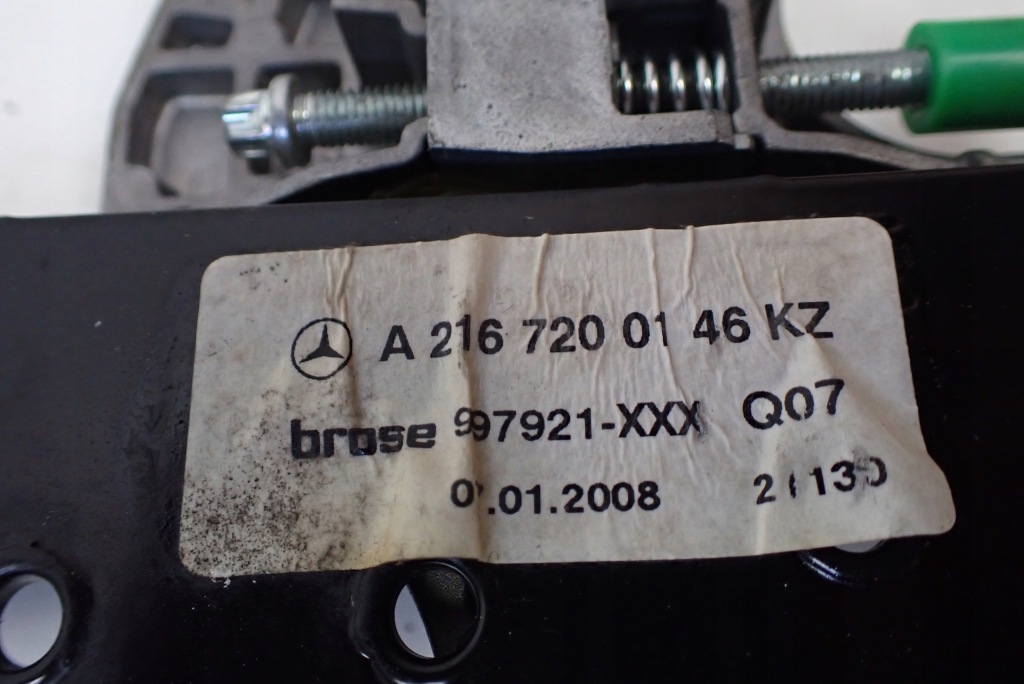 A 216 720 01 46 KZ
brose 997921-XXX Q07
.01.2008